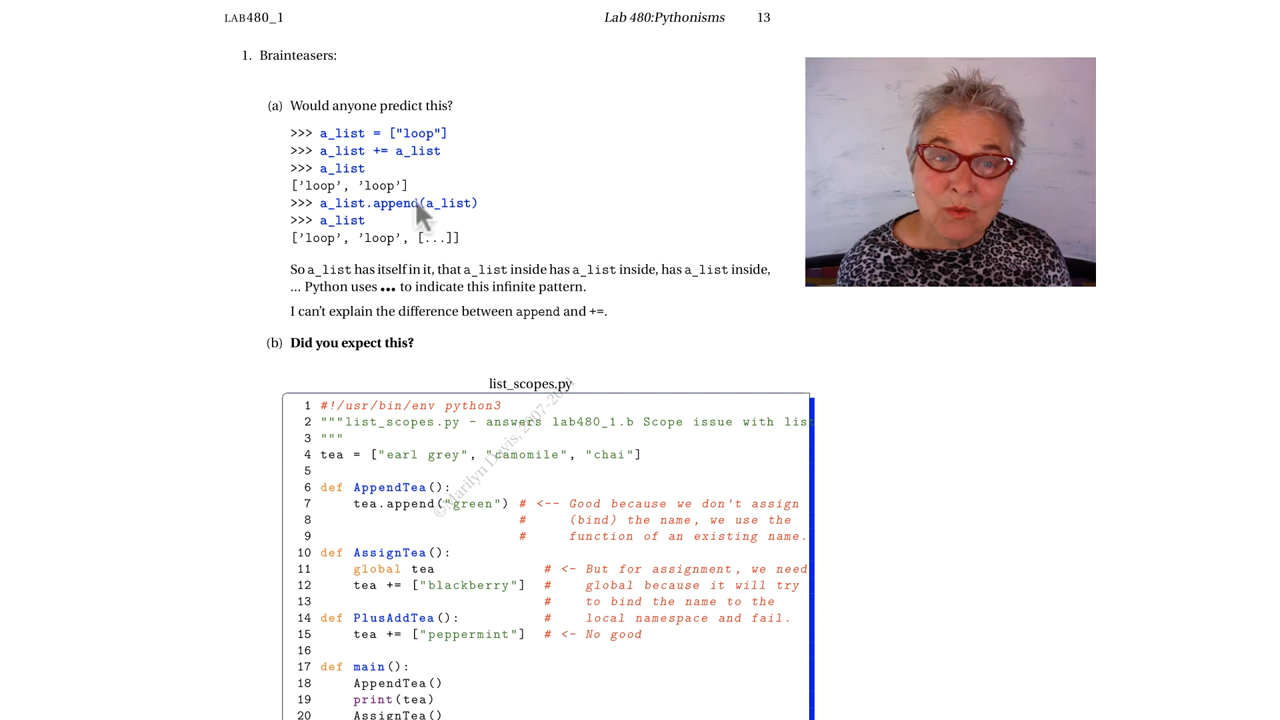 LAB480_1 Lab 480:Pythonisms 13
1. Brainteasers:
(a) Would anyone predict this?
>>> a_list = ["loop"]
>>> a_list += a_list
>>> a_list
['loop', 'loop']
>>> a_list.append(a_list)
>>> a_list
['loop', 'loop', [...]]
So a_list has itself in it, that a_list inside has a_list inside, has a_list inside,
... Python uses ... to indicate this infinite pattern.
I can't explain the difference between append and +=.
(b) Did you expect this?
list_scopes.py
1 #!/usr/bin/env python3
2 """list_scopes.py - answers lab480_1.b Scope issue with lis
3 """
4 tea = ["earl grey", "camomile", "chai"]
5
6 def AppendTea():
7 tea.append("green") # <-- Good because we don't assign
8 # (bind) the name, we use the
9 # function of an existing name.
10 def AssignTea():
11 global tea # <- But for assignment, we need
12 tea += ["blackberry"] # global because it will try
13 # to bind the name to the
14 def PlusAddTea(): # local namespace and fail.
15 tea += ["peppermint"] # <- No good
16
17 def main():
18 AppendTea()
19 print(tea)
20 AssignTea()